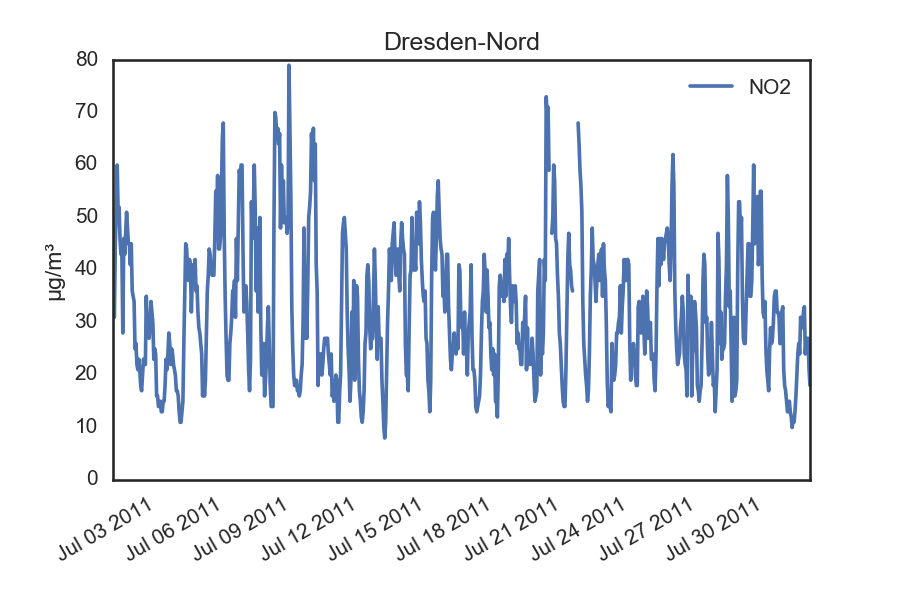 Dresden-Nord
80
70
60
50
40
30
20
10
0
µg/m³
NO2
Jul 03 2011
Jul 06 2011
Jul 09 2011
Jul 12 2011
Jul 15 2011
Jul 18 2011
Jul 21 2011
Jul 24 2011
Jul 27 2011
Jul 30 2011